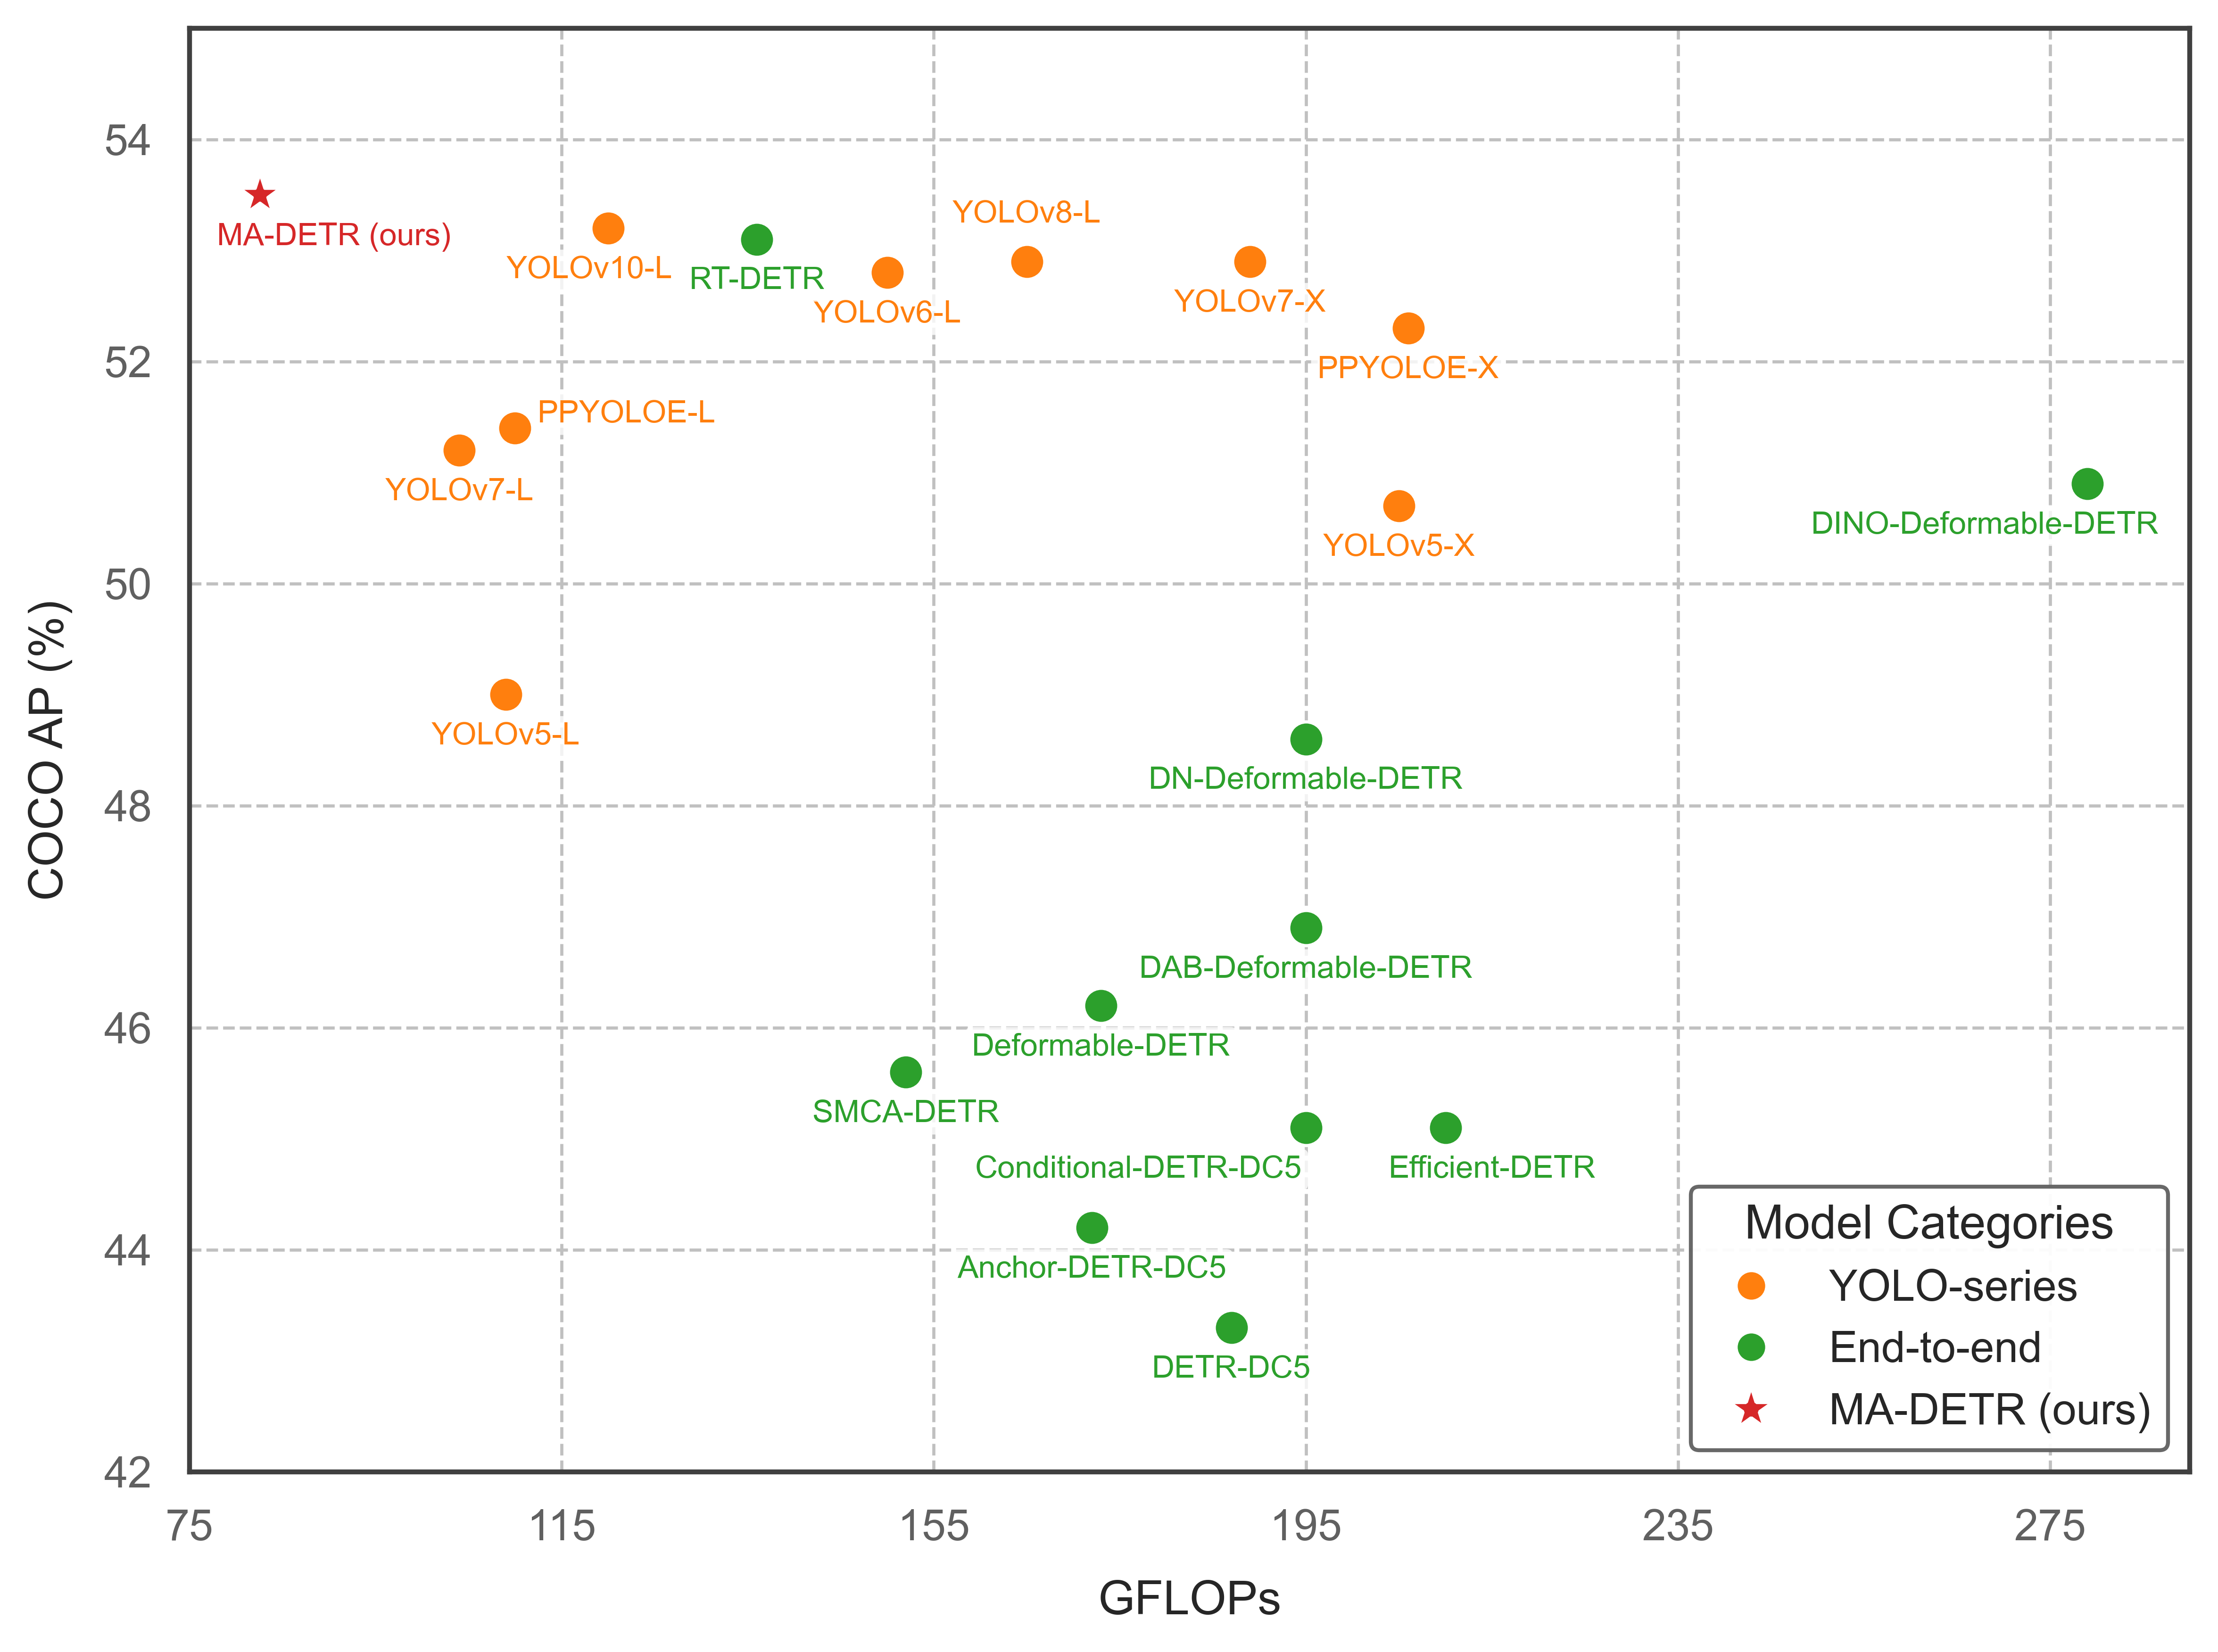 54
MA-DETR (ours)
YOLOv10-L
RT-DETR
YOLOv6-L
YOLOv8-L
YOLOv7-X
PPYOLOE-X
52
PPYOLOE-L
YOLOv7-L
YOLOv5-X
DINO-Deformable-DETR
50
YOLOv5-L
DN-Deformable-DETR
48
DAB-Deformable-DETR
46
Deformable-DETR
SMCA-DETR
Conditional-DETR-DC5
Efficient-DETR
44
Anchor-DETR-DC5
DETR-DC5
42
COCO AP (%)
Model Categories
YOLO-series
End-to-end
MA-DETR (ours)
75
115
155
195
235
275
GFLOPs